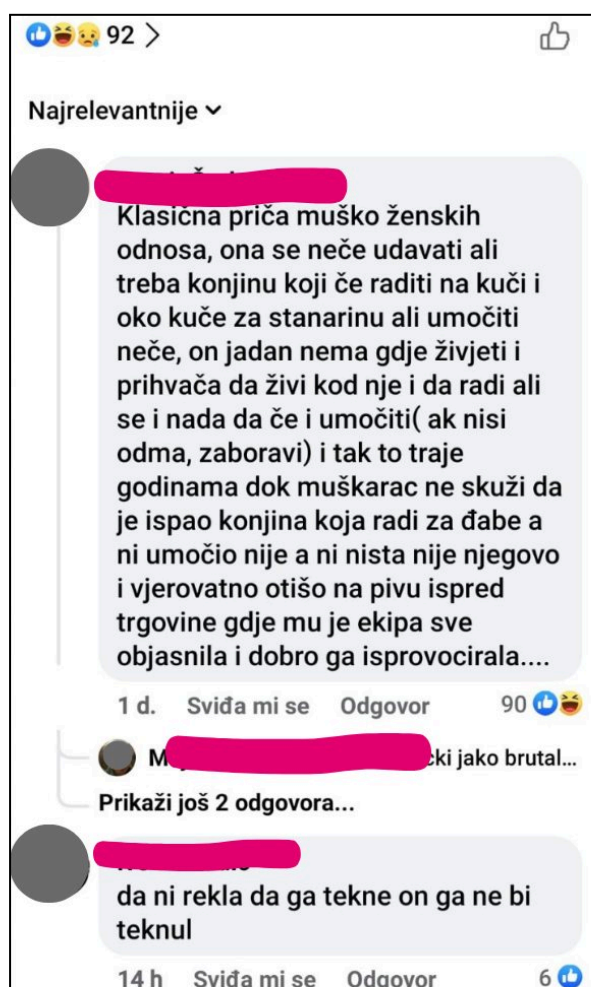 92
Najrelevantnije
Klasična priča muško ženskih
odnosa, ona se neče udavati ali
treba konjinu koji če raditi na kuči i
oko kuče za stanarinu ali umočiti
neče, on jadan nema gdje živjeti i
prihvača da živi kod nje i da radi ali
se i nada da če i umočiti( ak nisi
odma, zaboravi) i tak to traje
godinama dok muškarac ne skuži da
je ispao konjina koja radi za đabe a
ni umočio nije a ni nista nije njegovo
i vjerovatno otišo na pivu ispred
trgovine gdje mu je ekipa sve
objasnila i dobro ga isprovocirala....
1 d. Sviđa mi se Odgovor 90
jako brutal...
Prikaži još 2 odgovora...
da ni rekla da ga tekne on ga ne bi
teknul
14 h Sviđa mi se Odgovor 6